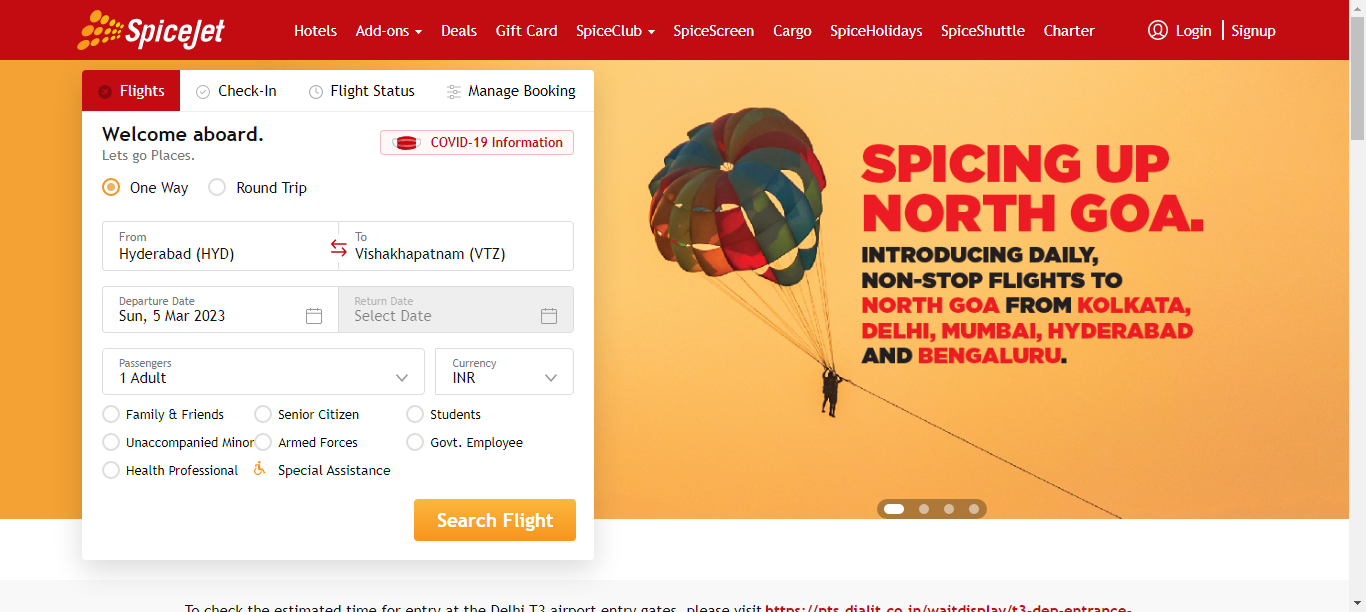 SpiceJet
Hotels Add-ons Deals Gift Card SpiceClub SpiceScreen Cargo SpiceHolidays SpiceShuttle Charter Login Signup
Flights Check-In Flight Status Manage Booking
Welcome aboard.
Lets go Places.
COVID-19 Information
One Way Round Trip
From To
Hyderabad (HYD) Vishakhapatnam (VTZ)
Departure Date Return Date
Sun, 5 Mar 2023 Select Date
Passengers Currency
1 Adult INR
Family & Friends Senior Citizen Students
Unaccompanied Minor Armed Forces Govt. Employee
Health Professional Special Assistance
Search Flight
SPICING UP
NORTH GOA.
INTRODUCING DAILY,
NON-STOP FLIGHTS TO
NORTH GOA FROM KOLKATA,
DELHI, MUMBAI, HYDERABAD
AND BENGALURU.
To check the estimated time for entry at the Delhi T3 airport entry gates, please visit https://pts.dialit.co.in/waitdisplay/t3-dep-entrance-